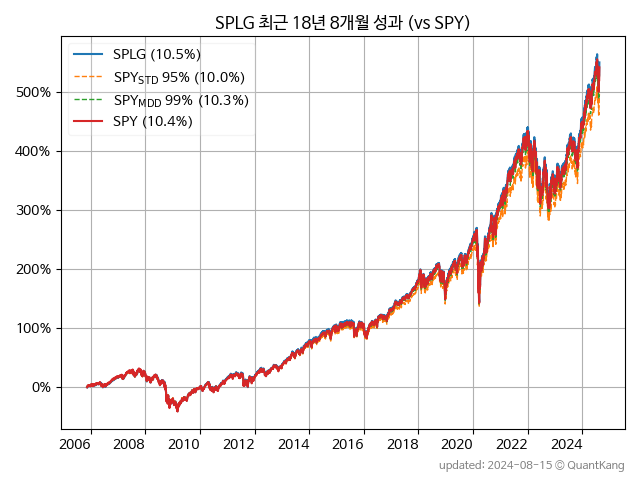 SPLG 최근 18년 8개월 성과 (vs SPY)
SPLG (10.5%)
SPY_STD 95% (10.0%)
SPY_MDD 99% (10.3%)
SPY (10.4%)
500%
400%
300%
200%
100%
0%
2006 2008 2010 2012 2014 2016 2018 2020 2022 2024
updated: 2024-08-15 © QuantKang